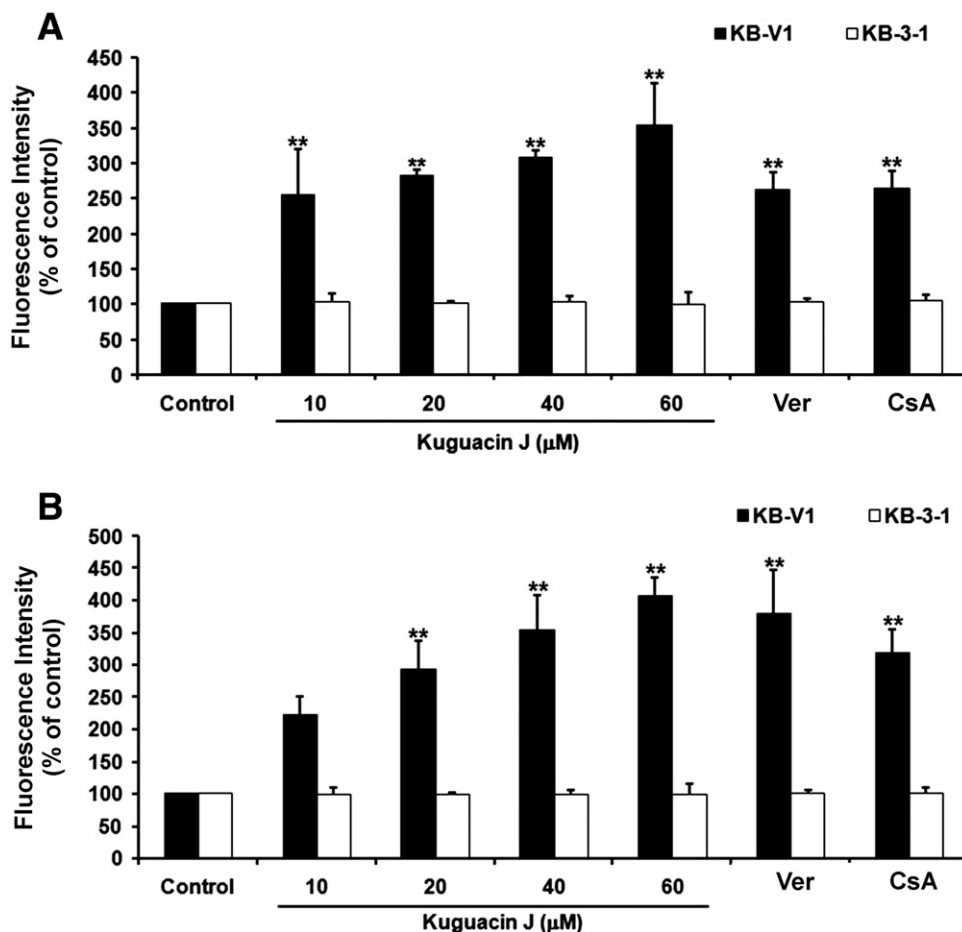 A
KB-V1 KB-3-1
Fluorescence Intensity
(% of control)
450
400
350
300
250
200
150
100
50
0
** ** ** ** ** **
Control 10 20 40 60 Ver CsA
Kuguacin J (μM)
B
KB-V1 KB-3-1
Fluorescence Intensity
(% of control)
500
450
400
350
300
250
200
150
100
50
0
** ** ** ** **
Control 10 20 40 60 Ver CsA
Kuguacin J (μM)